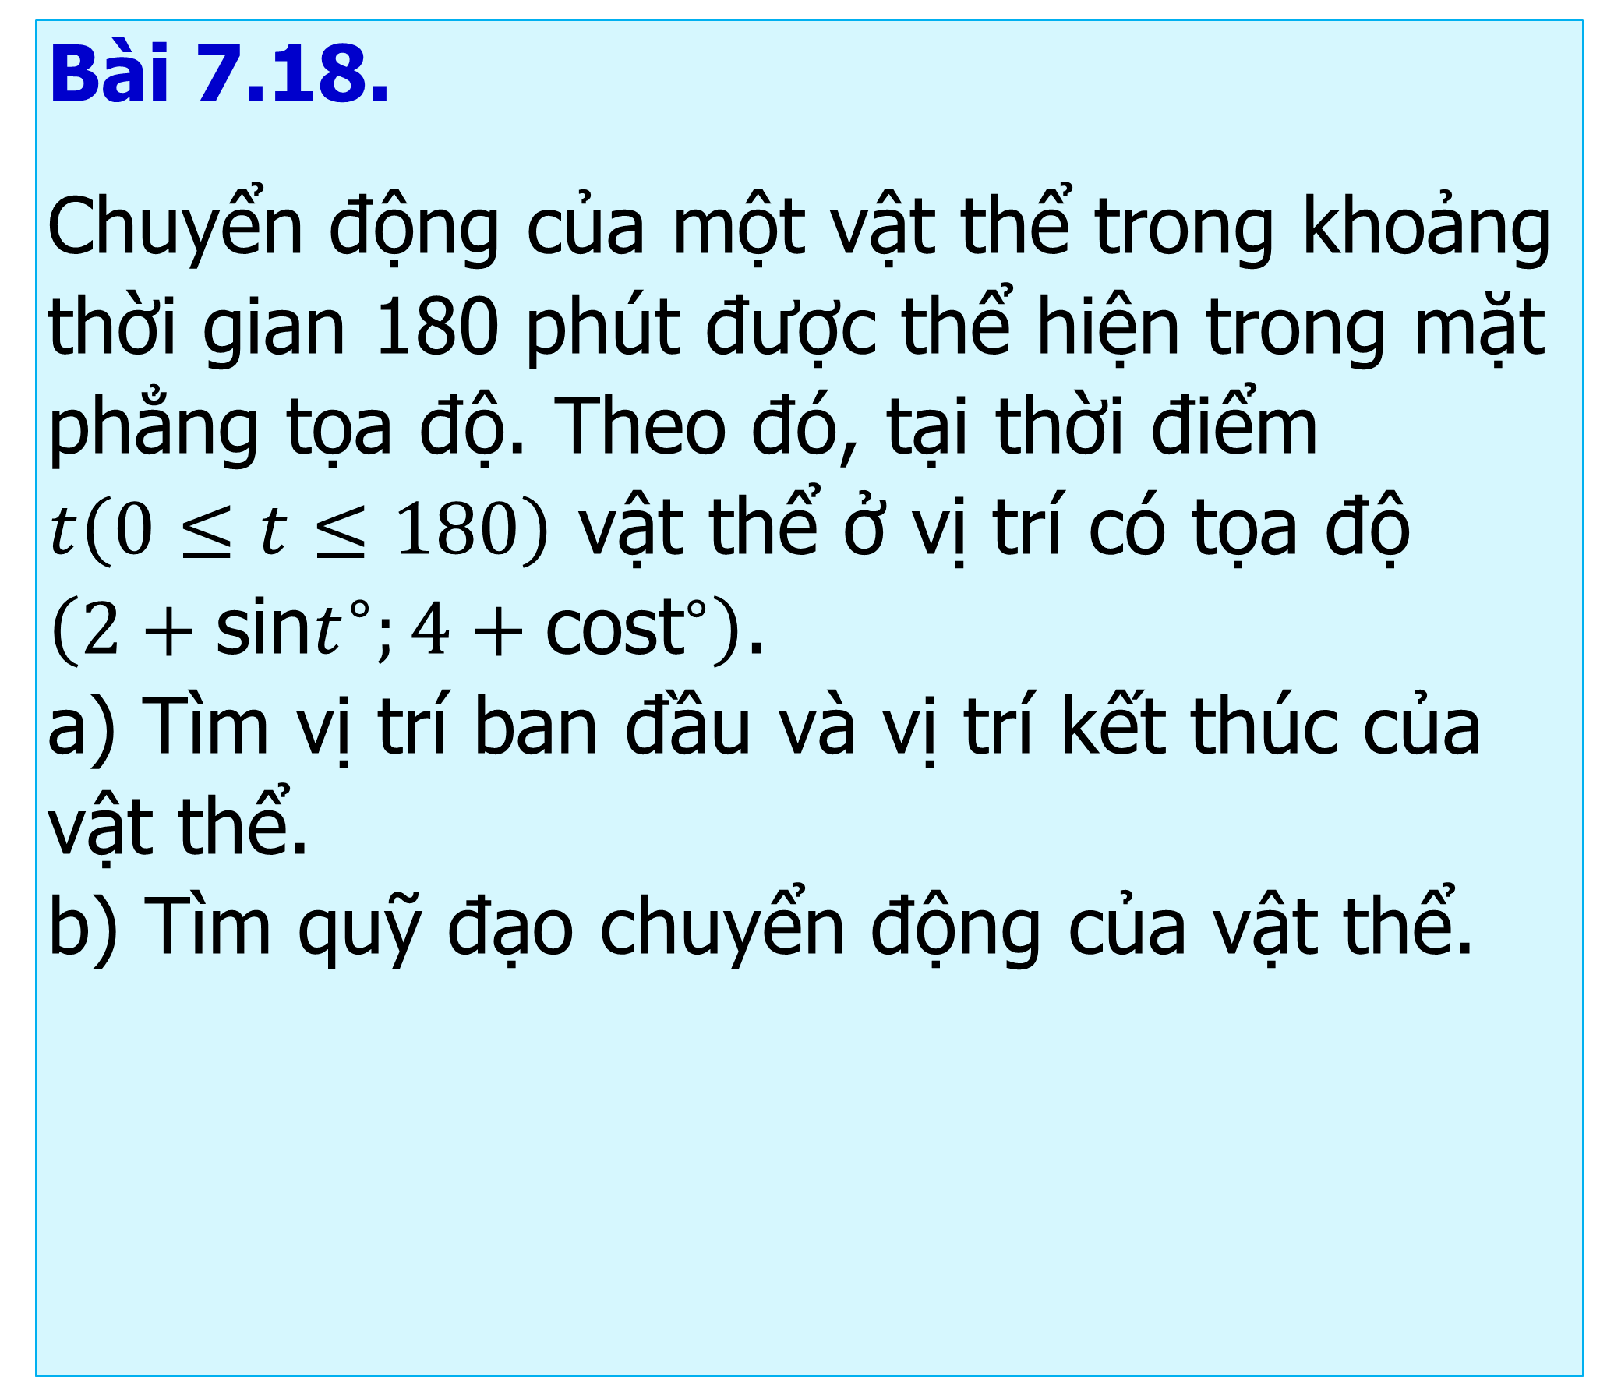 Bài 7.18.
Chuyển động của một vật thể trong khoảng
thời gian 180 phút được thể hiện trong mặt
phẳng tọa độ. Theo đó, tại thời điểm
t(0 ≤ t ≤ 180) vật thể ở vị trí có tọa độ
(2 + sint°; 4 + cost°).
a) Tìm vị trí ban đầu và vị trí kết thúc của
vật thể.
b) Tìm quỹ đạo chuyển động của vật thể.